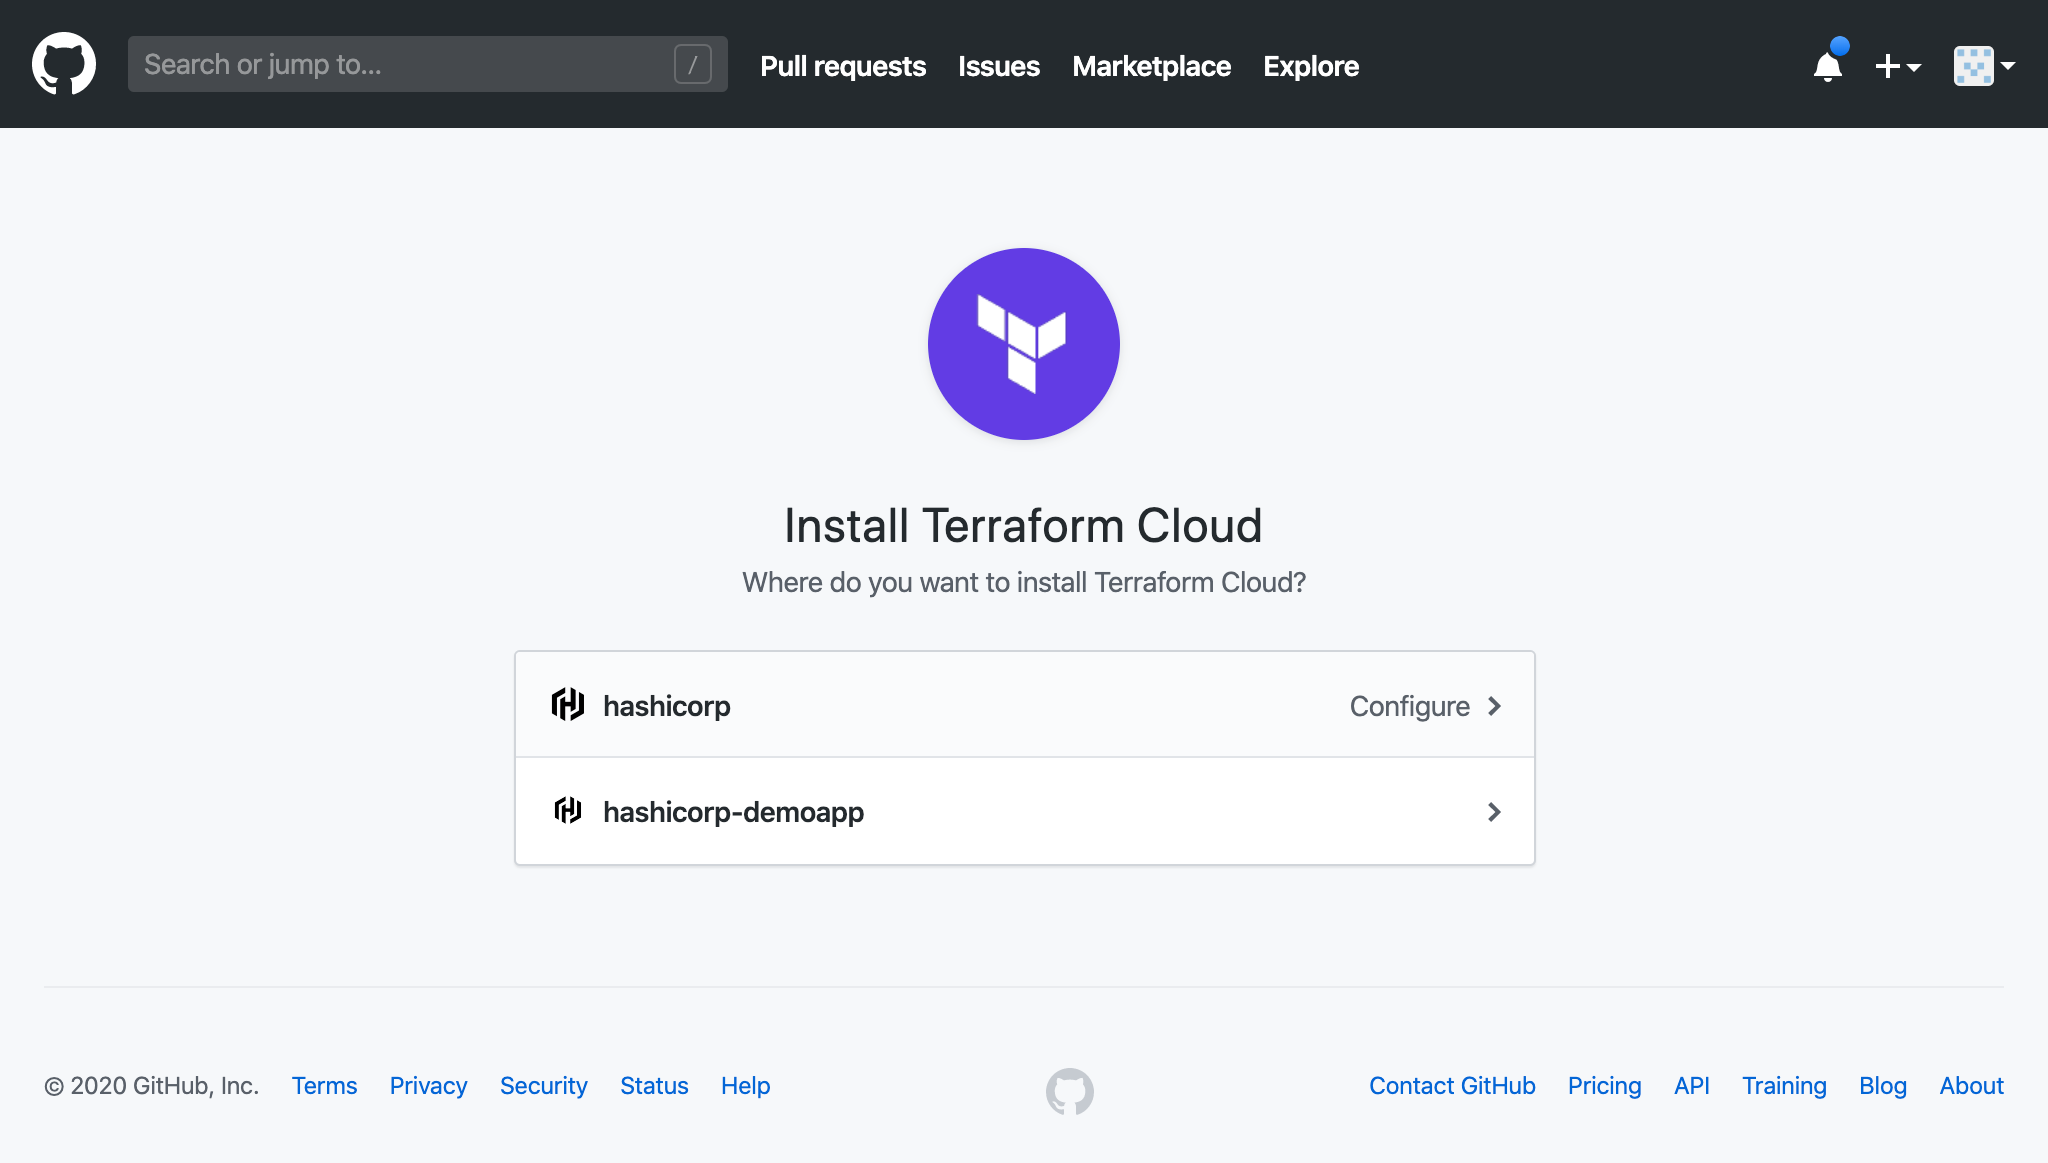 Search or jump to... /
Pull requests Issues Marketplace Explore
Install Terraform Cloud
Where do you want to install Terraform Cloud?
hashicorp Configure
hashicorp-demoapp
© 2020 GitHub, Inc. Terms Privacy Security Status Help Contact GitHub Pricing API Training Blog About